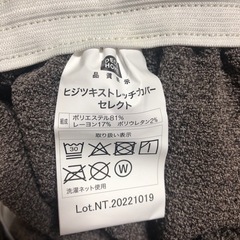 品質表示
ヒジツキストレッチカバー
セレクト
組成
ポリエステル81%
レーヨン17% ポリウレタン2%
取り扱い表示
30
W
洗濯ネット使用
Lot.NT.20221019